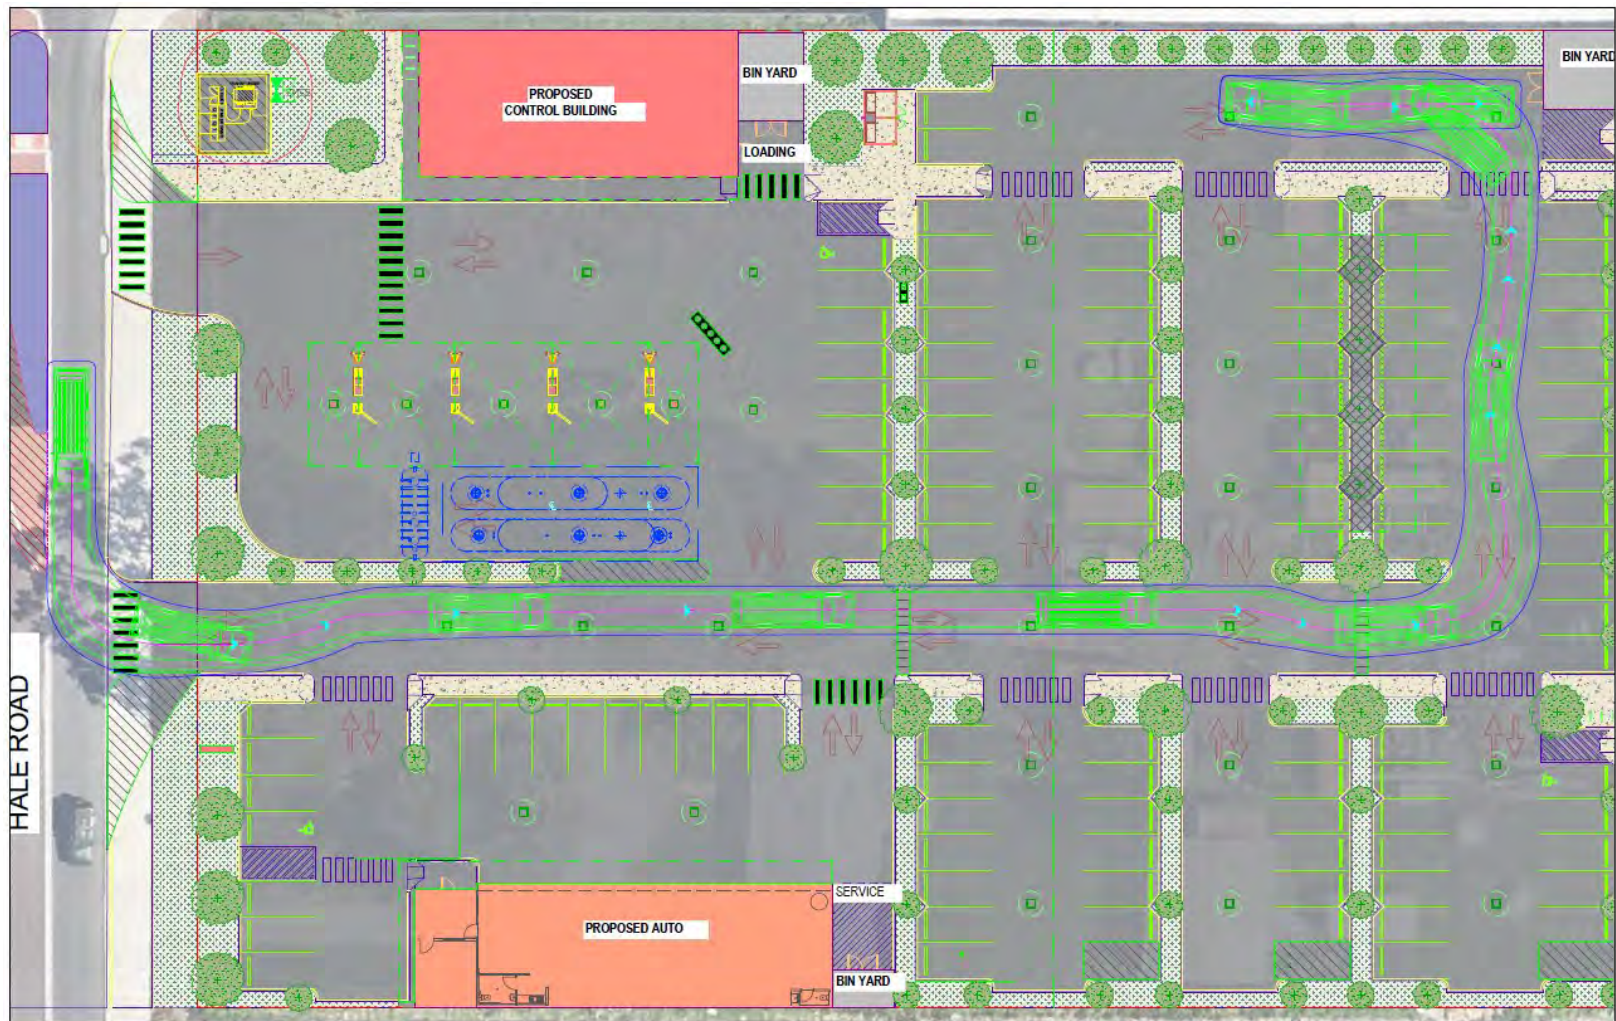 PROPOSED
CONTROL BUILDING
BIN YARD
LOADING
BIN YARD
HALE ROAD
SERVICE
PROPOSED AUTO
BIN YARD